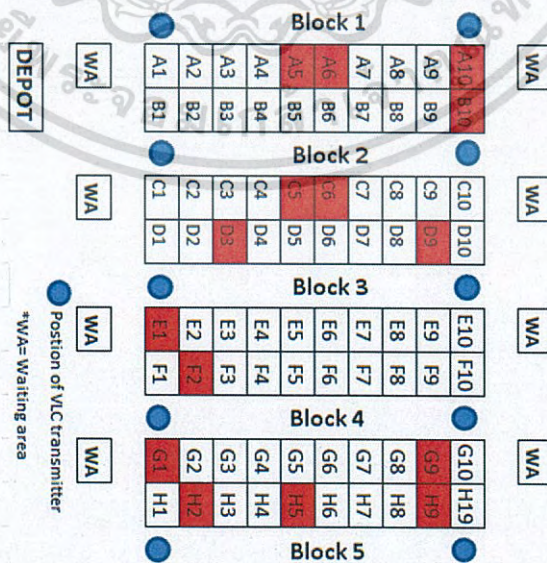 Block 1
DEPOT
WA
A1 A2 A3 A4 A5 A6 A7 A8 A9 A10
B1 B2 B3 B4 B5 B6 B7 B8 B9 B10
WA
Block 2
WA
C1 C2 C3 C4 C5 C6 C7 C8 C9 C10
D1 D2 D3 D4 D5 D6 D7 D8 D9 D10
WA
Block 3
WA
E1 E2 E3 E4 E5 E6 E7 E8 E9 E10
F1 F2 F3 F4 F5 F6 F7 F8 F9 F10
WA
Block 4
WA
G1 G2 G3 G4 G5 G6 G7 G8 G9 G10
H1 H2 H3 H4 H5 H6 H7 H8 H9 H19
WA
Block 5
Postion of VLC transmitter
*WA= Waiting area